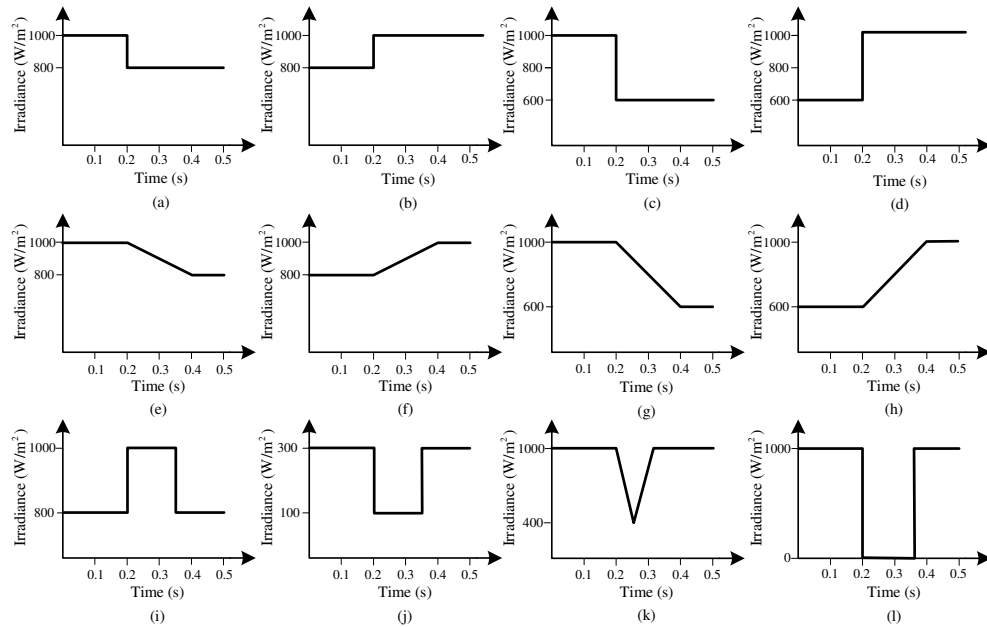 Irradiance (W/m²)
1000
800
0.1 0.2 0.3 0.4 0.5
Time (s)
(a)
Irradiance (W/m²)
1000
800
0.1 0.2 0.3 0.4 0.5
Time (s)
(b)
Irradiance (W/m²)
1000
800
600
0.1 0.2 0.3 0.4 0.5
Time (s)
(c)
Irradiance (W/m²)
1000
800
600
0.1 0.2 0.3 0.4 0.5
Time (s)
(d)
Irradiance (W/m²)
1000
800
0.1 0.2 0.3 0.4 0.5
Time (s)
(e)
Irradiance (W/m²)
1000
800
0.1 0.2 0.3 0.4 0.5
Time (s)
(f)
Irradiance (W/m²)
1000
600
0.1 0.2 0.3 0.4 0.5
Time (s)
(g)
Irradiance (W/m²)
1000
600
0.1 0.2 0.3 0.4 0.5
Time (s)
(h)
Irradiance (W/m²)
1000
800
0.1 0.2 0.3 0.4 0.5
Time (s)
(i)
Irradiance (W/m²)
300
100
0.1 0.2 0.3 0.4 0.5
Time (s)
(j)
Irradiance (W/m²)
1000
400
0.1 0.2 0.3 0.4 0.5
Time (s)
(k)
Irradiance (W/m²)
1000
0
0.1 0.2 0.3 0.4 0.5
Time (s)
(l)